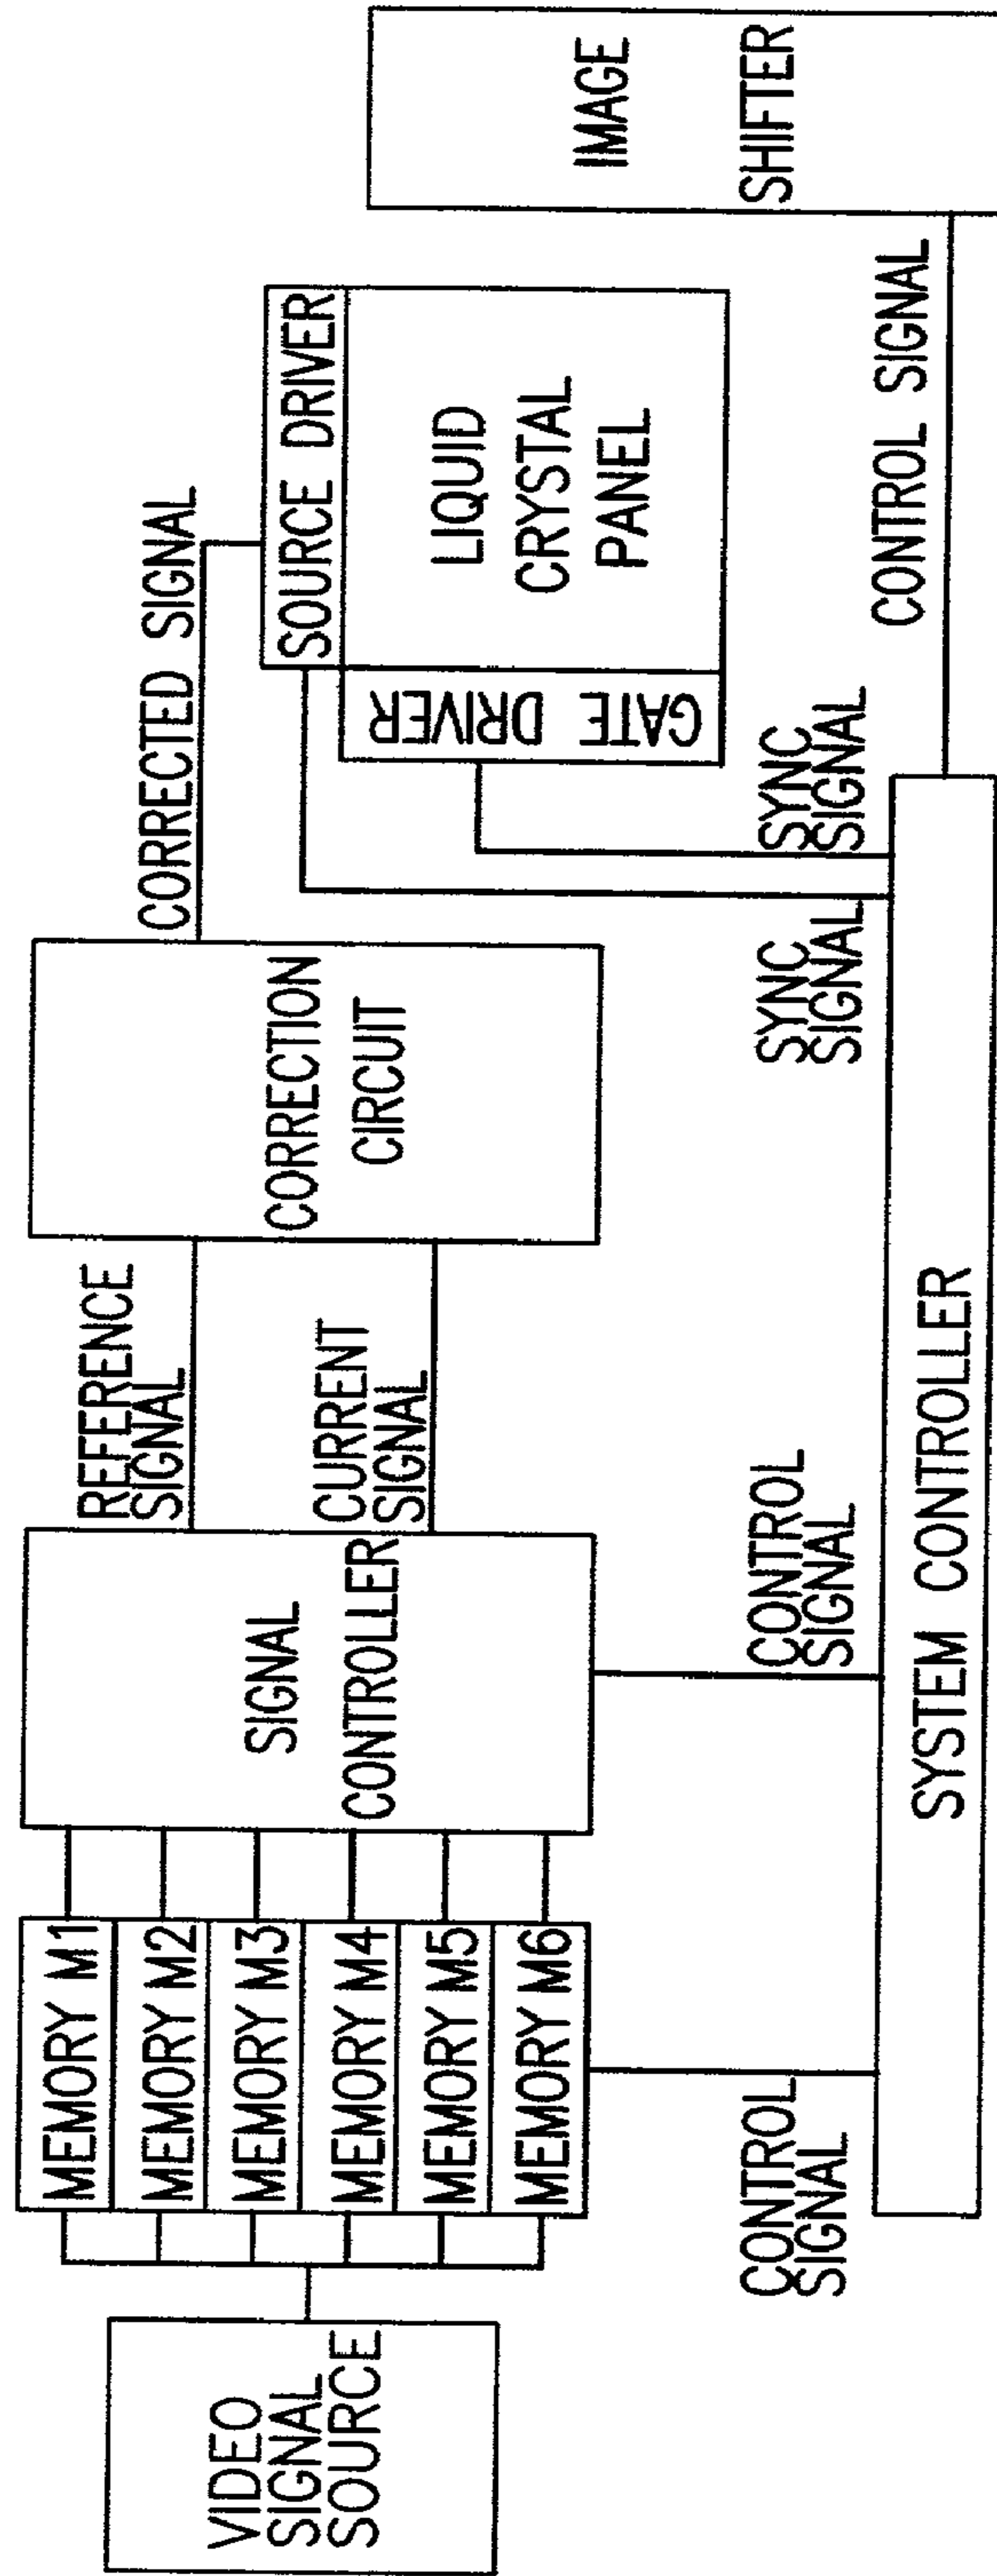 VIDEO
SIGNAL
SOURCE
MEMORY M1
MEMORY M2
MEMORY M3
MEMORY M4
MEMORY M5
MEMORY M6
SIGNAL
CONTROLLER
REFERENCE
SIGNAL
CURRENT
SIGNAL
CORRECTION
CIRCUIT
CORRECTED SIGNAL
SOURCE DRIVER
GATE DRIVER
LIQUID
CRYSTAL
PANEL
IMAGE
SHIFTER
CONTROL
SIGNAL
CONTROL
SIGNAL
SYNC
SIGNAL
SYNC
SIGNAL
CONTROL SIGNAL
SYSTEM CONTROLLER